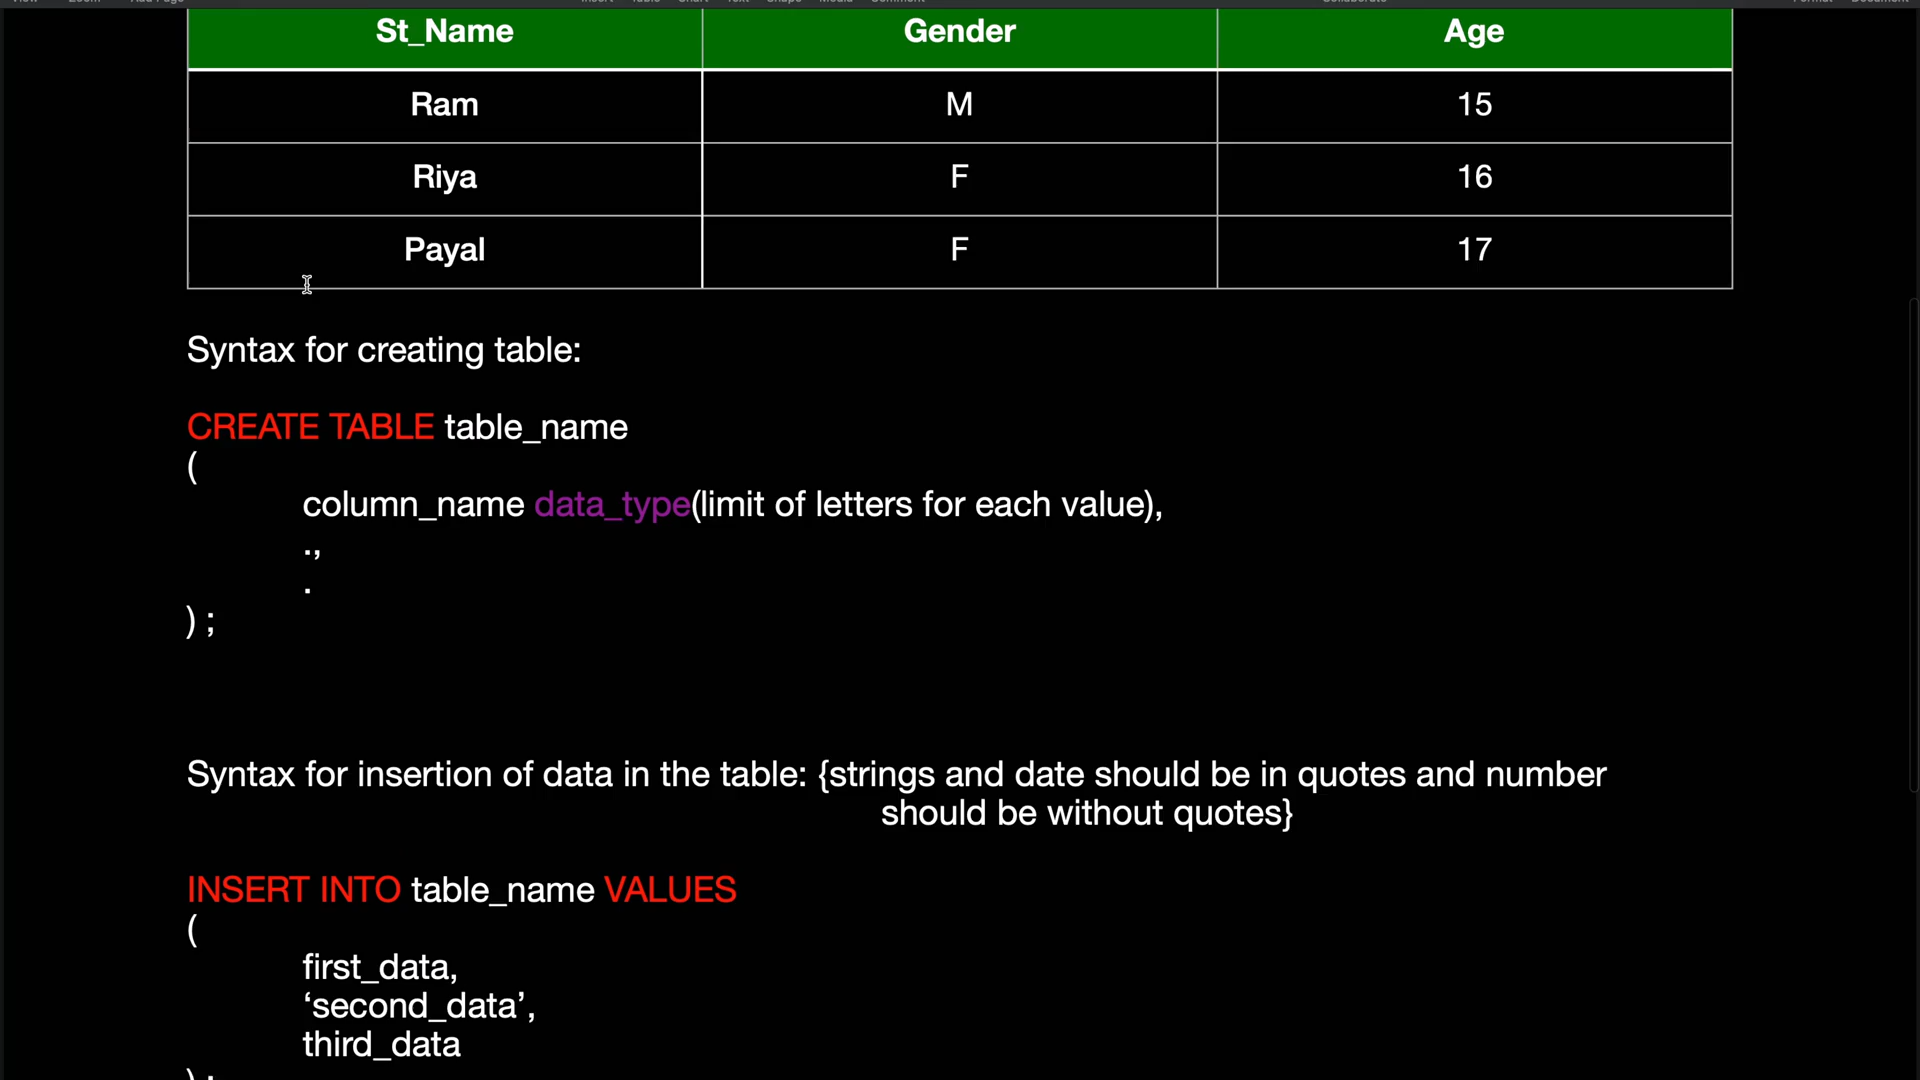 St_Name Gender Age
Ram M 15
Riya F 16
Payal F 17
Syntax for creating table:
CREATE TABLE table_name
(
column_name data_type(limit of letters for each value),
.,
.
) ;
Syntax for insertion of data in the table: {strings and date should be in quotes and number
should be without quotes}
INSERT INTO table_name VALUES
(
first_data,
‘second_data’,
third_data
) ;